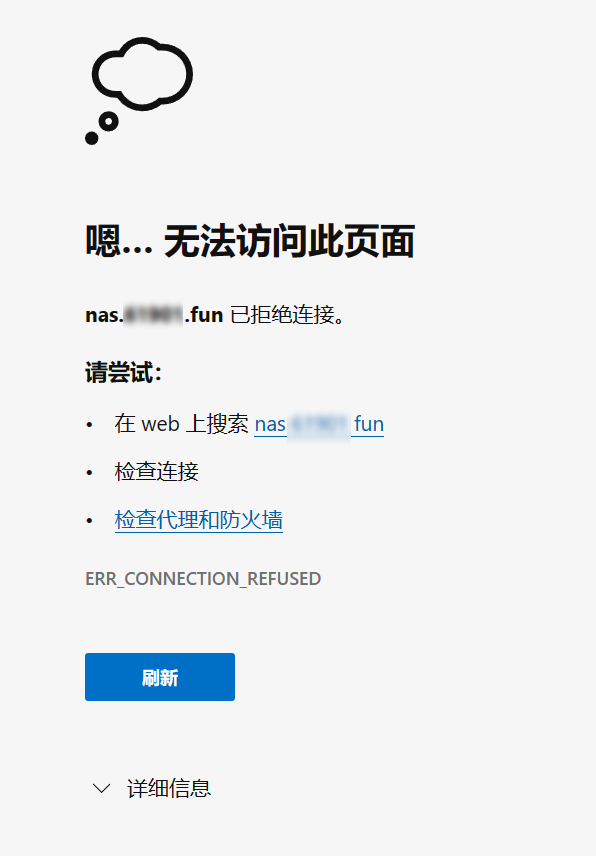 嗯... 无法访问此页面
nas. .fun 已拒绝连接。
请尝试：
• 在 web 上搜索 nas fun
• 检查连接
• 检查代理和防火墙
ERR_CONNECTION_REFUSED
刷新
详细信息